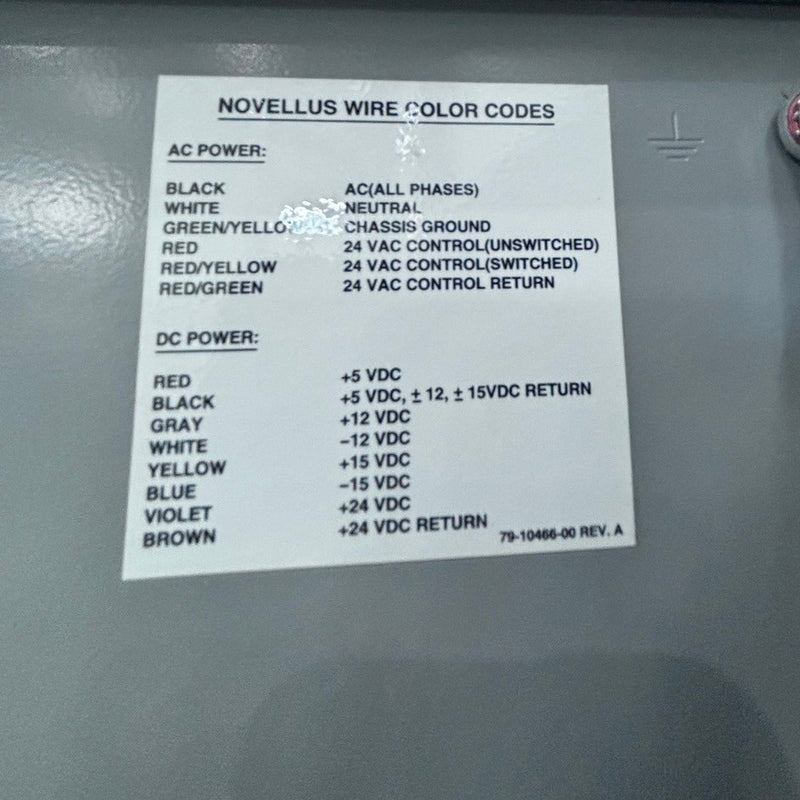 NOVELLUS WIRE COLOR CODES
AC POWER:
BLACK AC(ALL PHASES)
WHITE NEUTRAL
GREEN/YELLOW CHASSIS GROUND
RED 24 VAC CONTROL(UNSWITCHED)
RED/YELLOW 24 VAC CONTROL(SWITCHED)
RED/GREEN 24 VAC CONTROL RETURN
DC POWER:
RED +5 VDC
BLACK +5 VDC, ± 12, ± 15VDC RETURN
GRAY +12 VDC
WHITE –12 VDC
YELLOW +15 VDC
BLUE –15 VDC
VIOLET +24 VDC
BROWN +24 VDC RETURN
79-10466-00 REV. A